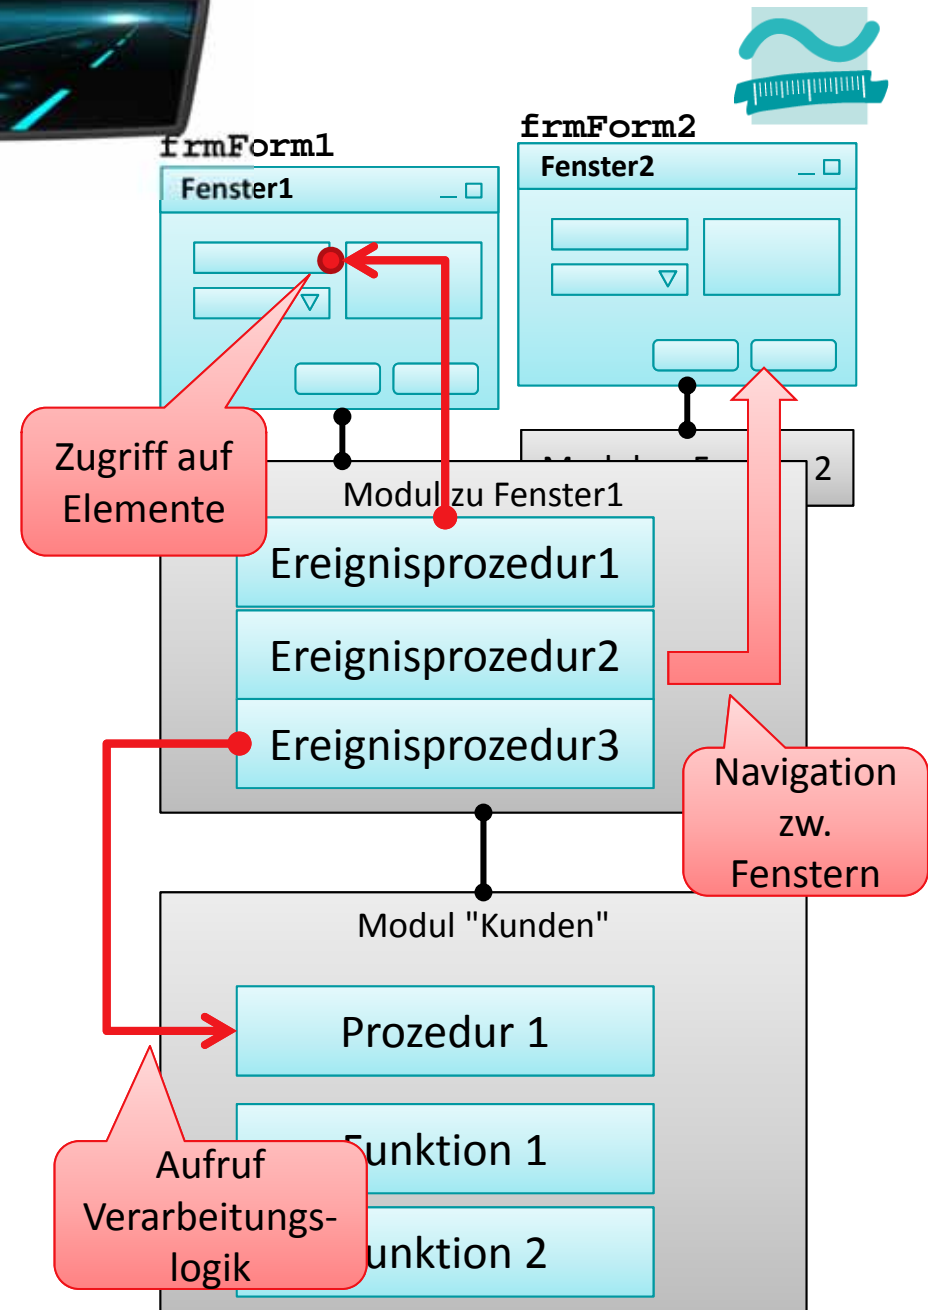 frmForm1
frmForm2
Fenster1
Fenster2
Zugriff auf
Elemente
2
Modul zu Fenster1
Ereignisprozedur1
Ereignisprozedur2
Ereignisprozedur3
Navigation
zw.
Fenstern
Modul "Kunden"
Prozedur 1
Funktion 1
Aufruf
Verarbeitungs-
logik
unktion 2